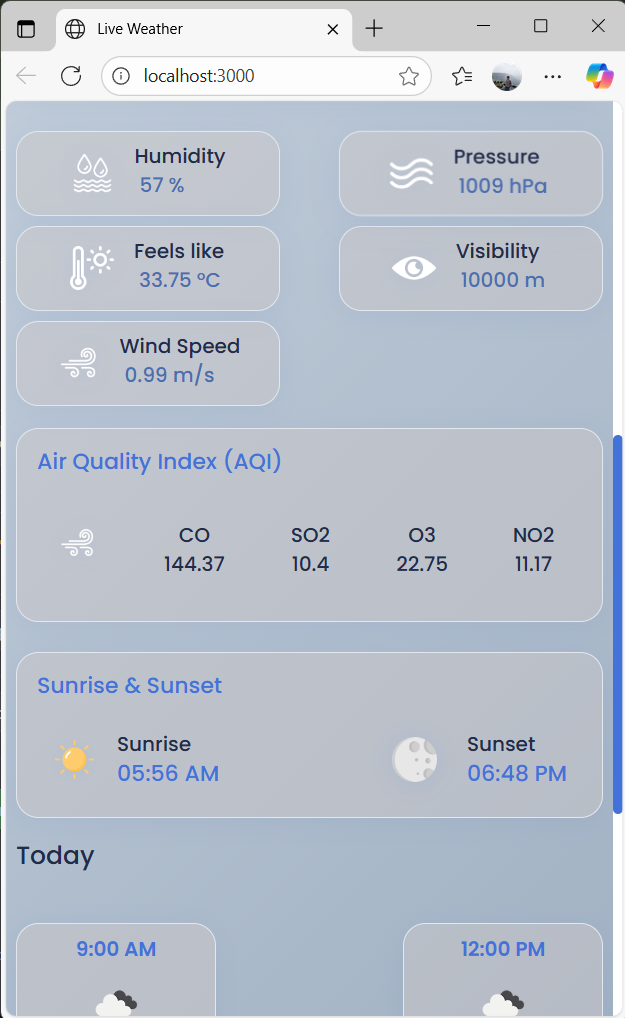 Live Weather
localhost:3000
Humidity
57 %
Pressure
1009 hPa
Feels like
33.75 °C
Visibility
10000 m
Wind Speed
0.99 m/s
Air Quality Index (AQI)
CO SO2 O3 NO2
144.37 10.4 22.75 11.17
Sunrise & Sunset
Sunrise
05:56 AM
Sunset
06:48 PM
Today
9:00 AM 12:00 PM